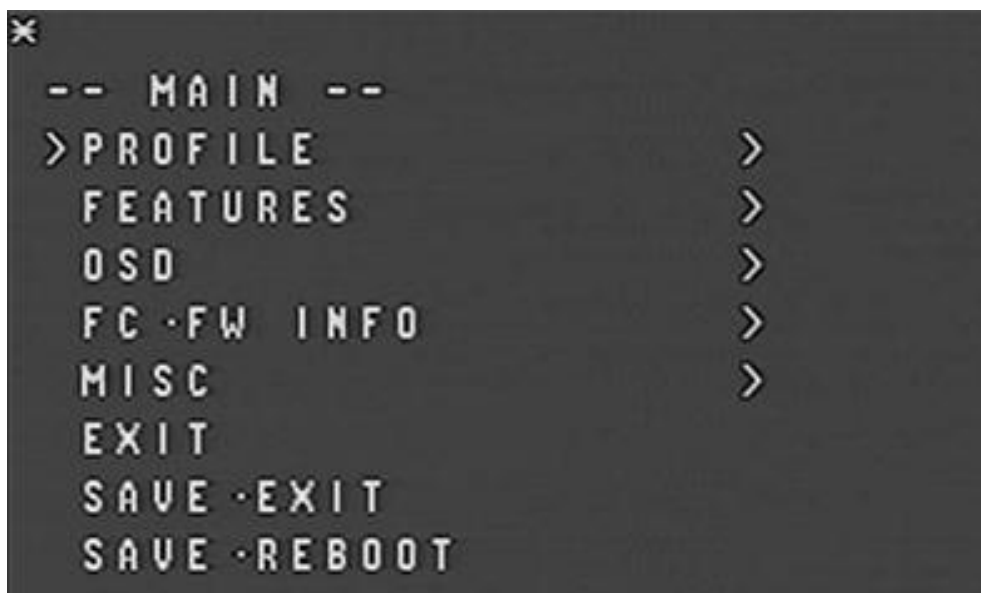 *
-- MAIN --
>PROFILE >
FEATURES >
OSD >
FC·FW INFO >
MISC >
EXIT
SAVE·EXIT
SAVE·REBOOT